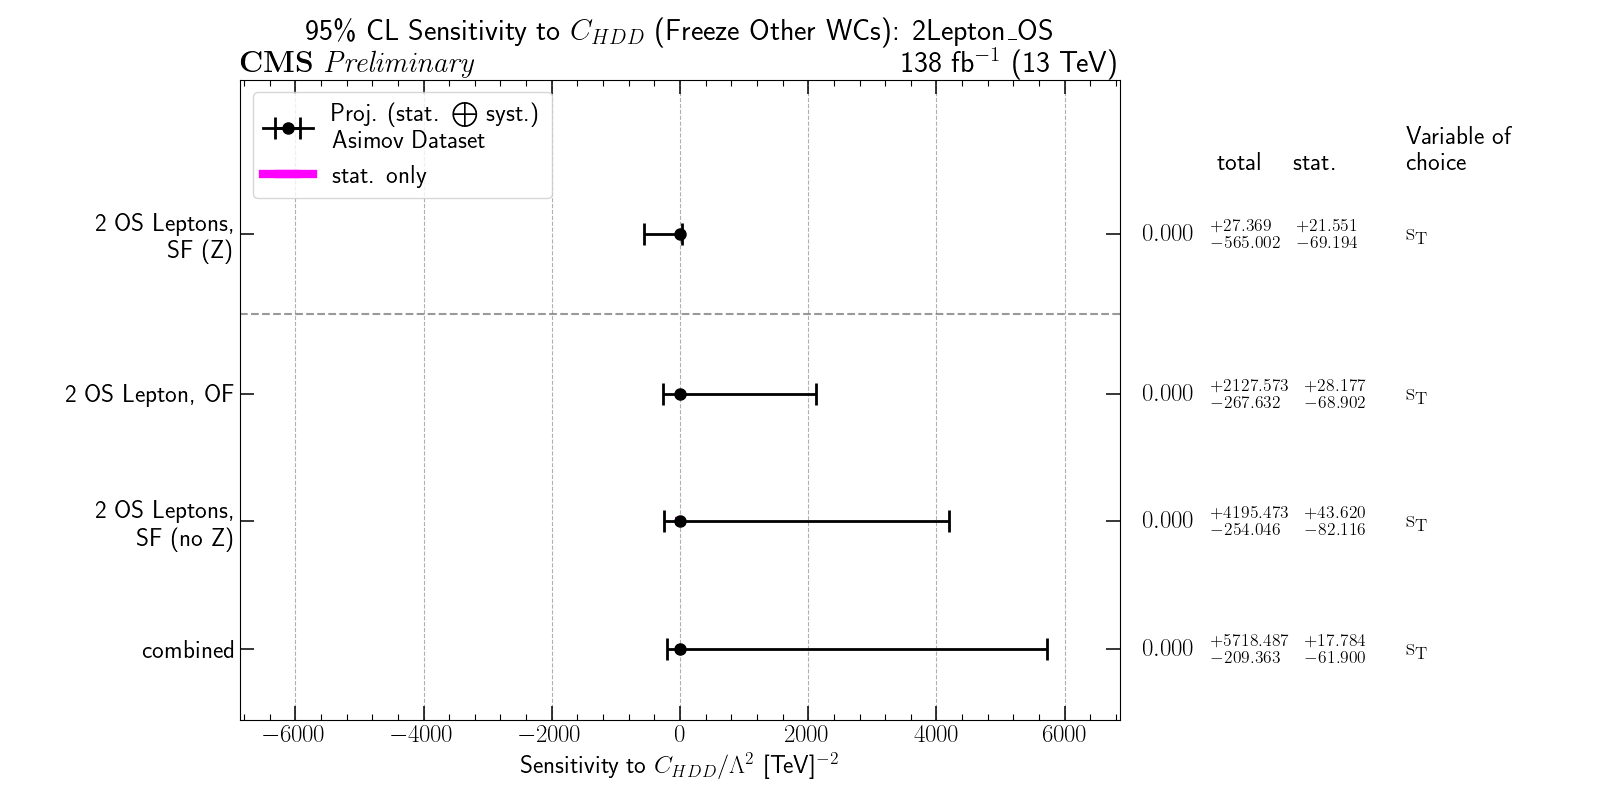 95% CL Sensitivity to C_{HDD} (Freeze Other WCs): 2Lepton_OS
CMS Preliminary
138 fb^{-1} (13 TeV)
Proj. (stat. ⨁ syst.)
Asimov Dataset
stat. only
total stat.
Variable of
choice
2 OS Leptons,
SF (Z)
0.000 +27.369 −565.002 +21.551 −69.194 s_T
2 OS Lepton, OF
0.000 +2127.573 −267.632 +28.177 −68.902 s_T
2 OS Leptons,
SF (no Z)
0.000 +4195.473 −254.046 +43.620 −82.116 s_T
combined
0.000 +5718.487 −209.363 +17.784 −61.900 s_T
−6000 −4000 −2000 0 2000 4000 6000
Sensitivity to C_{HDD}/Λ^2 [TeV]^{−2}